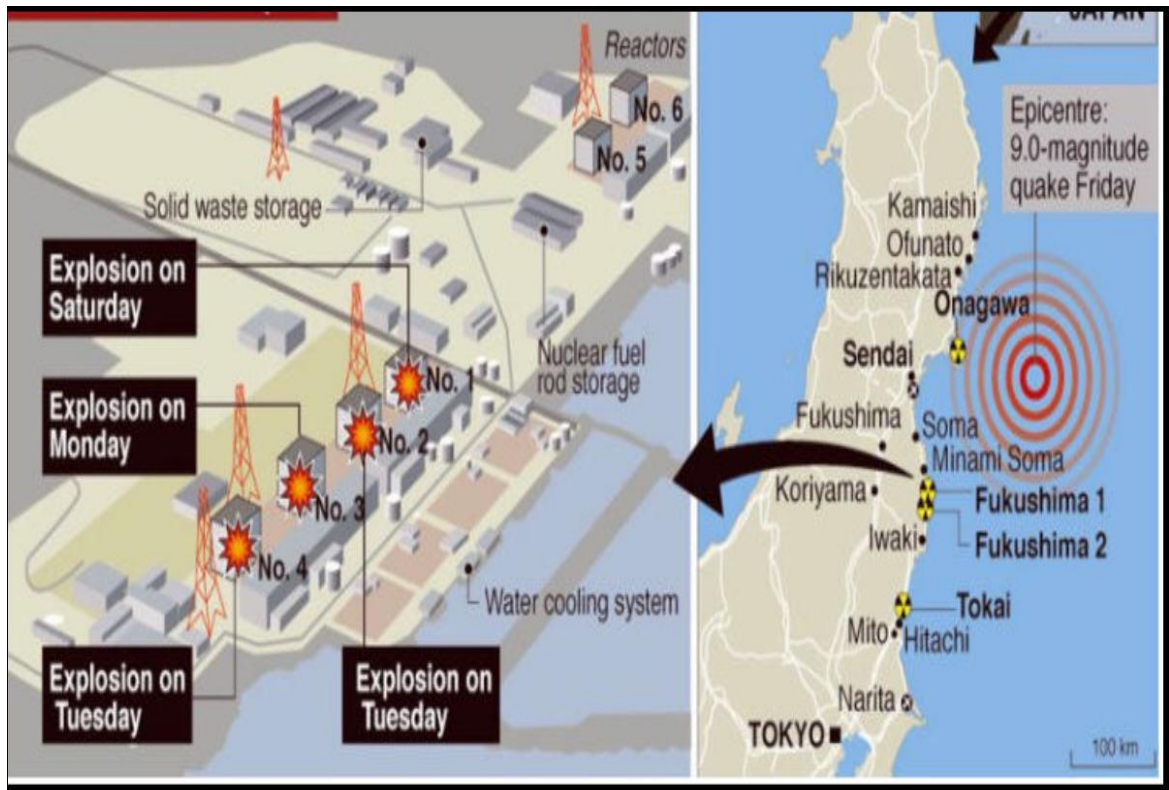 Reactors
No. 6
No. 5
Solid waste storage
Explosion on
Saturday
Nuclear fuel
rod storage
No. 1
Explosion on
Monday
No. 2
No. 3
No. 4
Water cooling system
Explosion on
Tuesday
Explosion on
Tuesday
JAPAN
Epicentre:
9.0-magnitude
quake Friday
Kamaishi
Ofunato
Rikuzentakata
Onagawa
Sendai
Fukushima
Soma
Minami Soma
Koriyama
Fukushima 1
Iwaki
Fukushima 2
Tokai
Mito
Hitachi
Narita
TOKYO
100 km